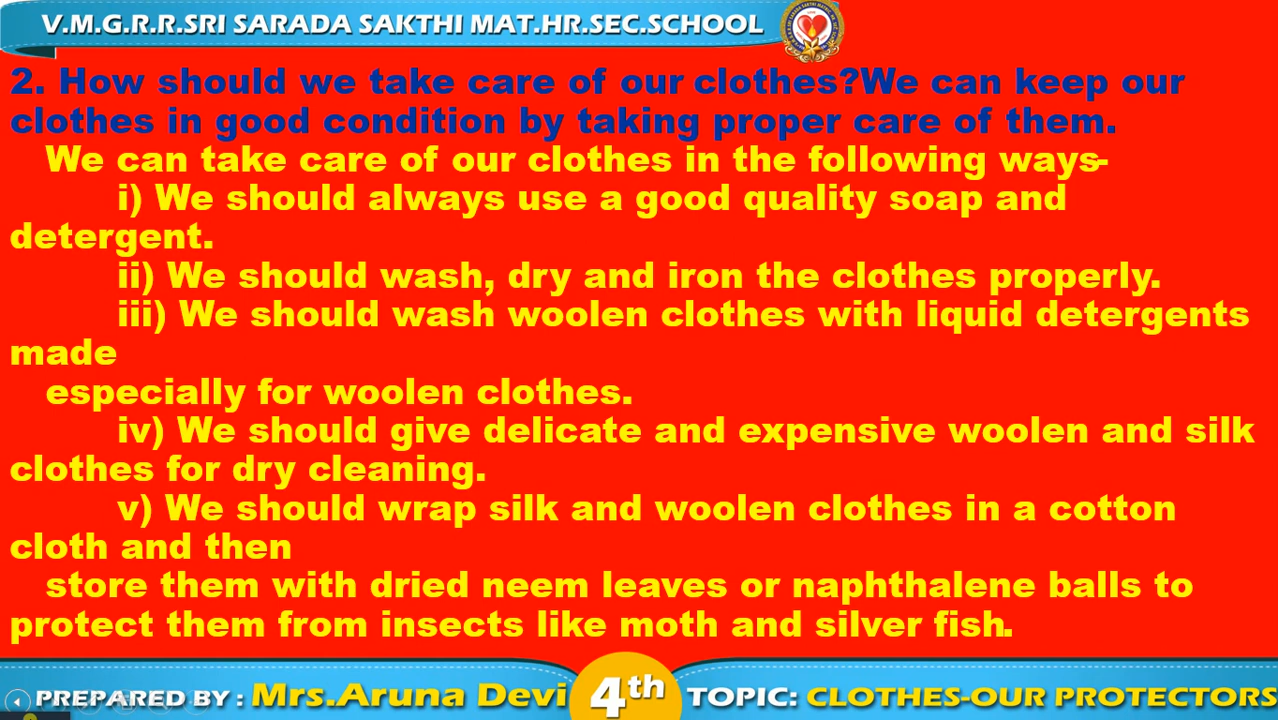 V.M.G.R.R.SRI SARADA SAKTHI MAT.HR.SEC.SCHOOL
2. How should we take care of our clothes?We can keep our
clothes in good condition by taking proper care of them.
We can take care of our clothes in the following ways-
i) We should always use a good quality soap and
detergent.
ii) We should wash, dry and iron the clothes properly.
iii) We should wash woolen clothes with liquid detergents
made
especially for woolen clothes.
iv) We should give delicate and expensive woolen and silk
clothes for dry cleaning.
v) We should wrap silk and woolen clothes in a cotton
cloth and then
store them with dried neem leaves or naphthalene balls to
protect them from insects like moth and silver fish.
PREPARED BY : Mrs.Aruna Devi 4th TOPIC: CLOTHES-OUR PROTECTORS